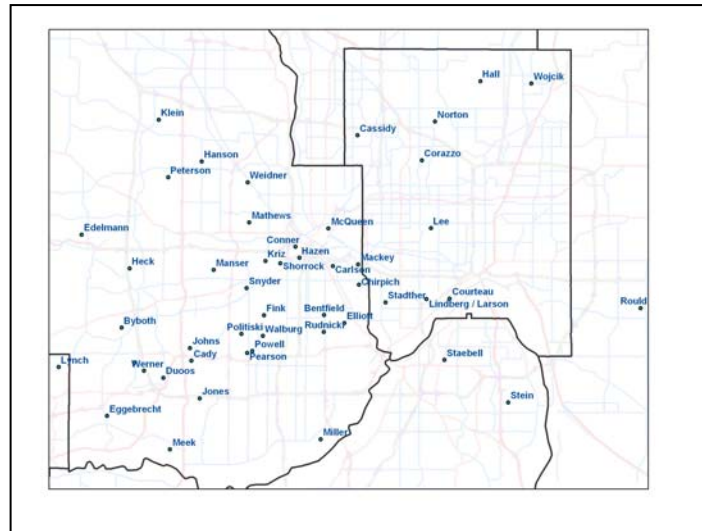 Hall
Wojcik
Klein
Norton
Cassidy
Hanson
Corazzo
Peterson
Weidner
Mathews
McQueen
Lee
Edelmann
Conner
Hazen
Kriz
Shorrock
Mackey
Heck
Manser
Carlson
Chirpich
Snyder
Stadther
Courteau
Lindberg / Larson
Rould
Fink
Bentfield
Elliott
Byboth
Politiski
Walburg
Rudnicki
Johns
Powell
Cady
Pearson
Lynch
Werner
Duoos
Staebell
Jones
Stein
Eggebrecht
Miller
Meek